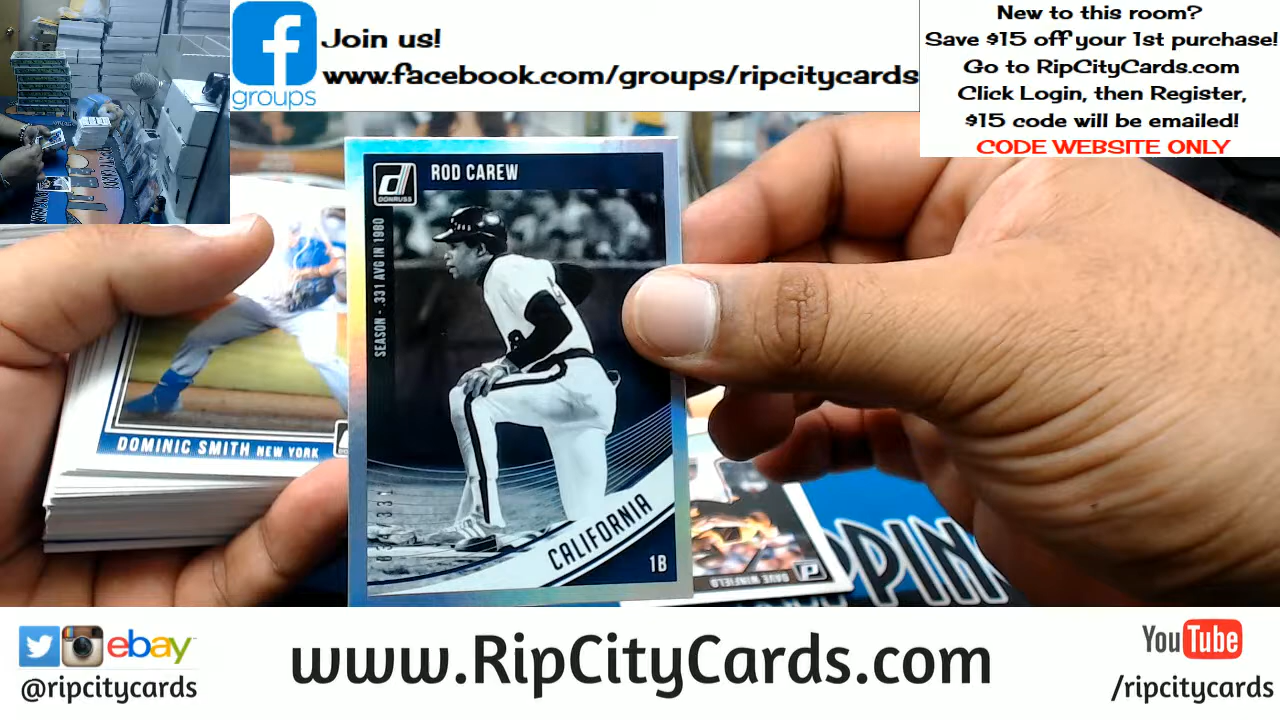 groups
Join us!
www.facebook.com/groups/ripcitycards
New to this room?
Save $15 off your 1st purchase!
Go to RipCityCards.com
Click Login, then Register,
$15 code will be emailed!
CODE WEBSITE ONLY
DONRUSS
ROD CAREW
SEASON - .331 AVG IN 1980
CALIFORNIA
1B
DOMINIC SMITH NEW YORK
DAVE WINFIELD
PPIN
ebay
@ripcitycards
www.RipCityCards.com
YouTube
/ripcitycards